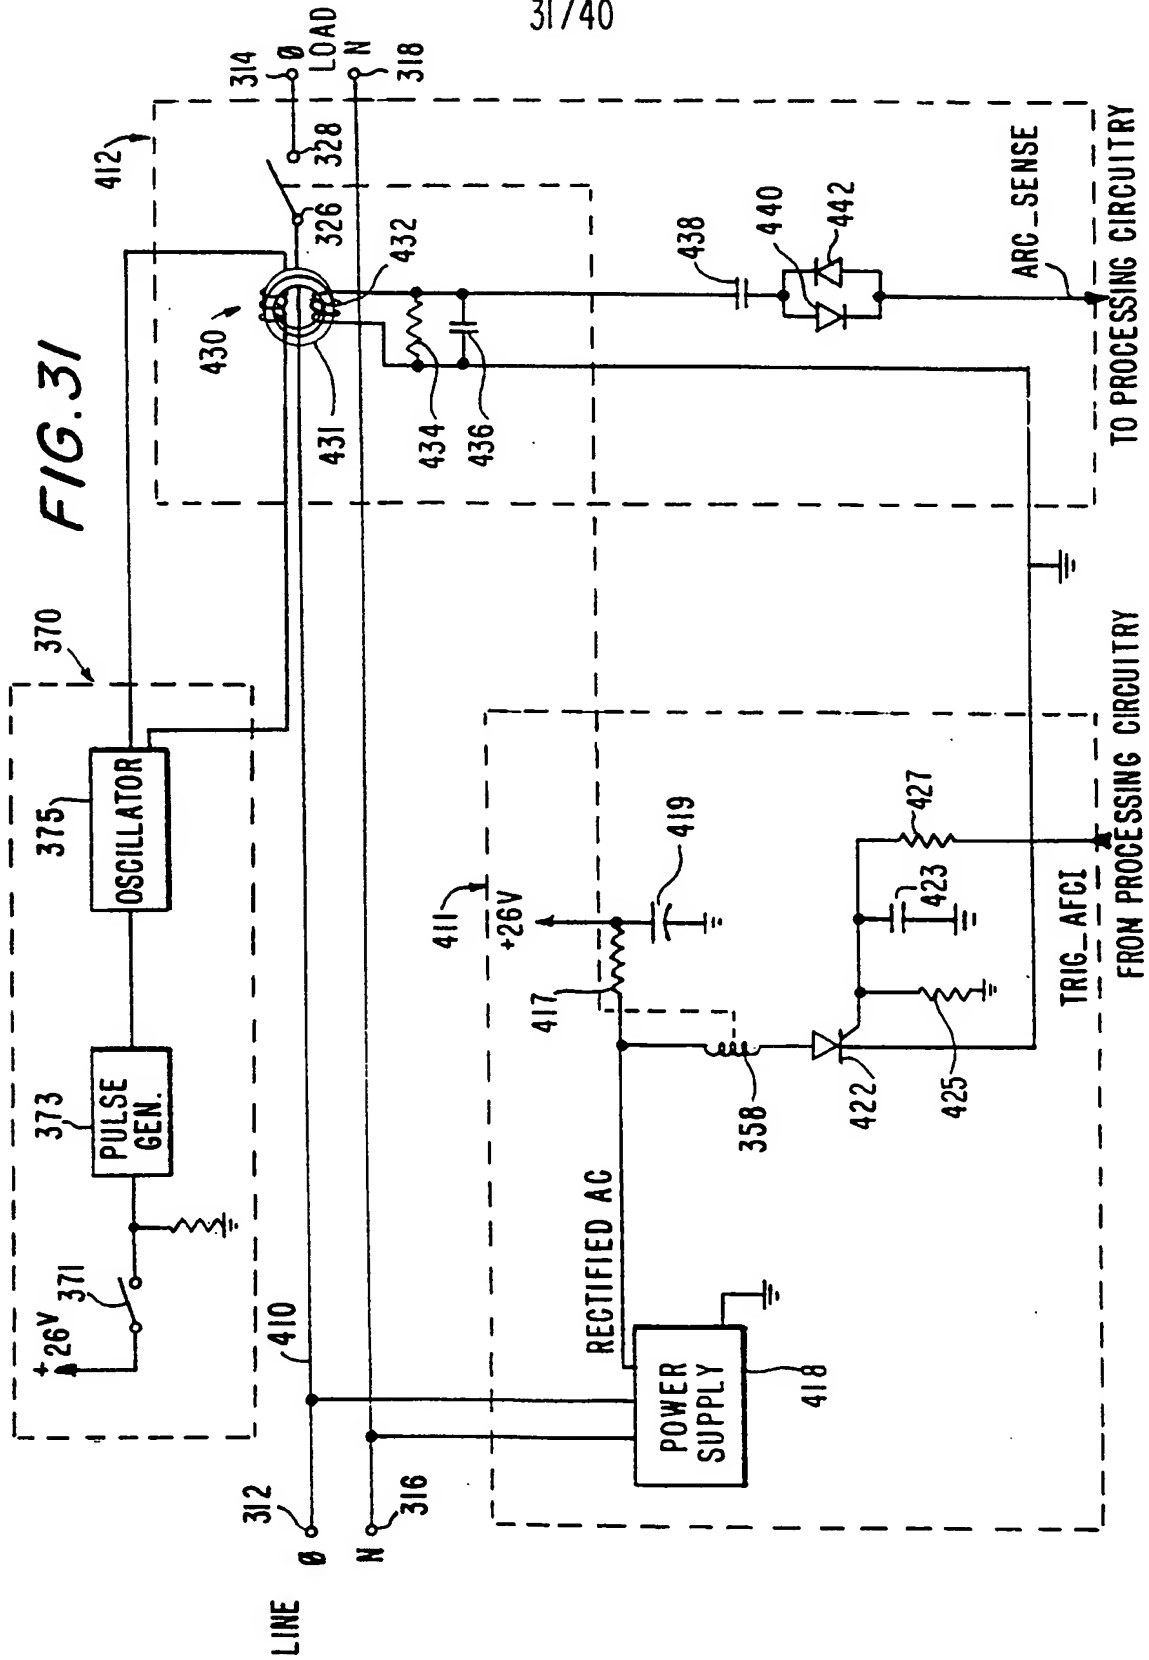 31/40
FIG. 31
370
+26V
371
373
PULSE
GEN.
375
OSCILLATOR
LINE
Ø
312
N
316
410
412
430
431
432
434
436
326
328
314
Ø
LOAD
N
318
438
440
442
ARC_SENSE
TO PROCESSING CIRCUITRY
411
+26V
417
419
RECTIFIED AC
POWER
SUPPLY
418
358
422
425
423
427
TRIG_AFCI
FROM PROCESSING CIRCUITRY